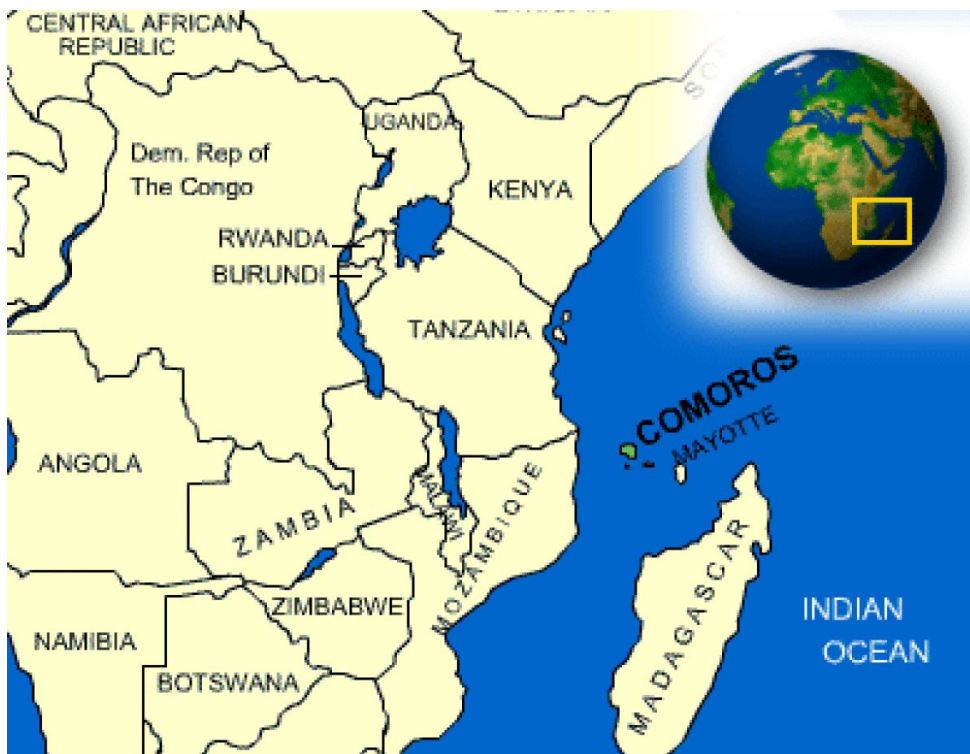 CENTRAL AFRICAN
REPUBLIC
UGANDA
Dem. Rep of
The Congo
KENYA
RWANDA
BURUNDI
TANZANIA
COMOROS
MAYOTTE
ANGOLA
MALAWI
ZAMBIA
MOZAMBIQUE
ZIMBABWE
MADAGASCAR
INDIAN
OCEAN
NAMIBIA
BOTSWANA